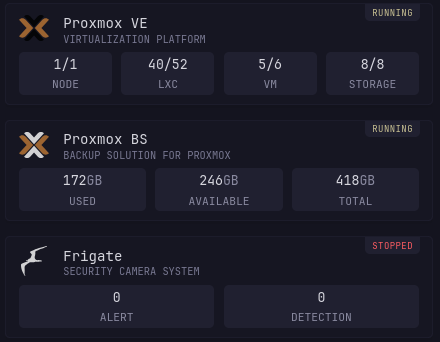 RUNNING
Proxmox VE
VIRTUALIZATION PLATFORM
1/1 40/52 5/6 8/8
NODE LXC VM STORAGE
RUNNING
Proxmox BS
BACKUP SOLUTION FOR PROXMOX
172GB 246GB 418GB
USED AVAILABLE TOTAL
STOPPED
Frigate
SECURITY CAMERA SYSTEM
0 0
ALERT DETECTION